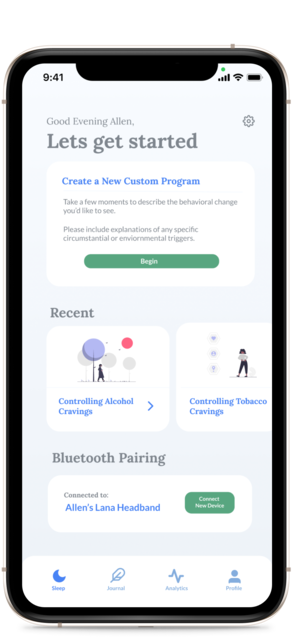 9:41
Good Evening Allen,
Lets get started
Create a New Custom Program
Take a few moments to describe the behavioral change
you'd like to see.
Please include explanations of any specific
circumstantial or enviornmental triggers.
Begin
Recent
Controlling Alcohol
Cravings
Controlling Tobacco
Cravings
Bluetooth Pairing
Connected to:
Allen's Lana Headband
Connect
New Device
Sleep
Journal
Analytics
Profile